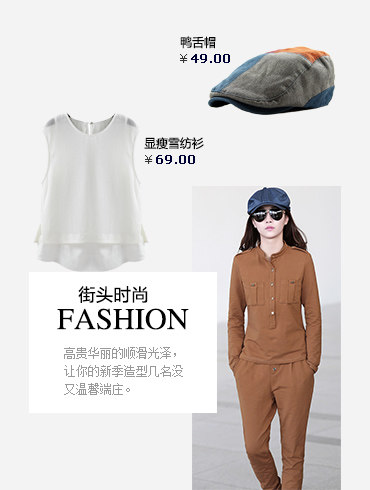 鸭舌帽
¥ 49.00
显瘦雪纺衫
¥ 69.00
街头时尚
FASHION
高贵华丽的顺滑光泽，
让你的新季造型几名没
又温馨端庄。